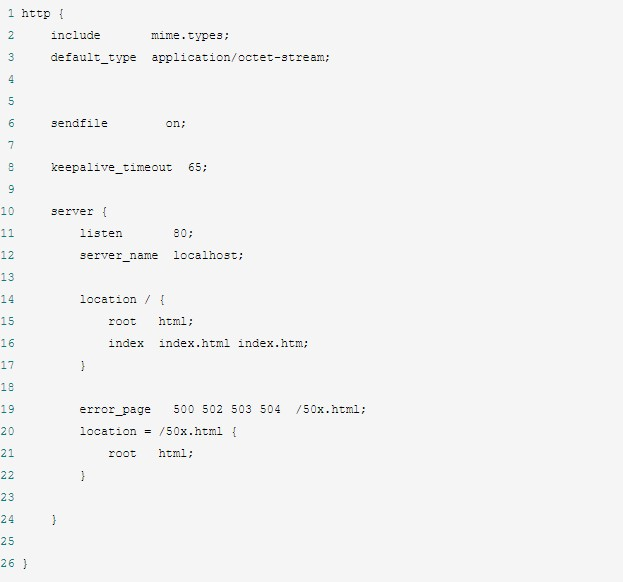 1 http {
2     include       mime.types;
3     default_type  application/octet-stream;
4
5
6     sendfile        on;
7
8     keepalive_timeout  65;
9
10     server {
11         listen       80;
12         server_name  localhost;
13
14         location / {
15             root   html;
16             index  index.html index.htm;
17         }
18
19         error_page   500 502 503 504  /50x.html;
20         location = /50x.html {
21             root   html;
22         }
23
24     }
25
26 }